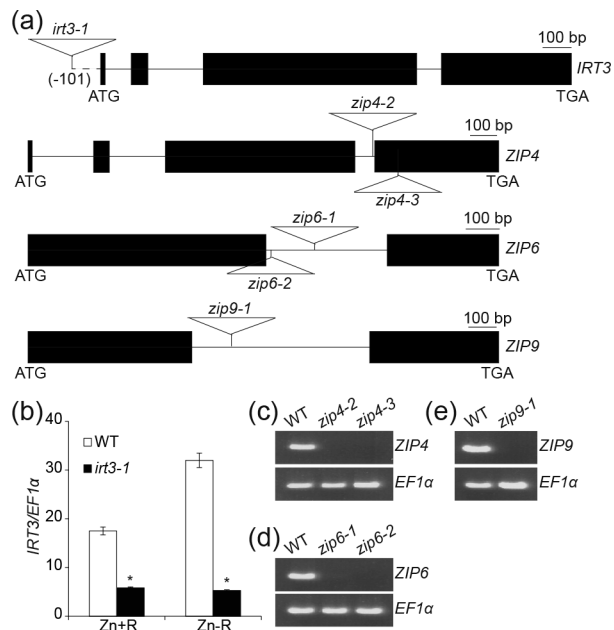 (a)
irt3-1
100 bp
(-101)
IRT3
ATG
TGA
zip4-2
100 bp
ZIP4
ATG
TGA
zip4-3
zip6-1
100 bp
ZIP6
ATG
TGA
zip6-2
zip9-1
100 bp
ZIP9
ATG
TGA
(b)
IRT3/EF1α
40
30
20
10
0
WT
irt3-1
*
*
Zn+R
Zn-R
(c)
WT zip4-2 zip4-3
ZIP4
EF1α
(e)
WT zip9-1
ZIP9
EF1α
(d)
WT zip6-1 zip6-2
ZIP6
EF1α